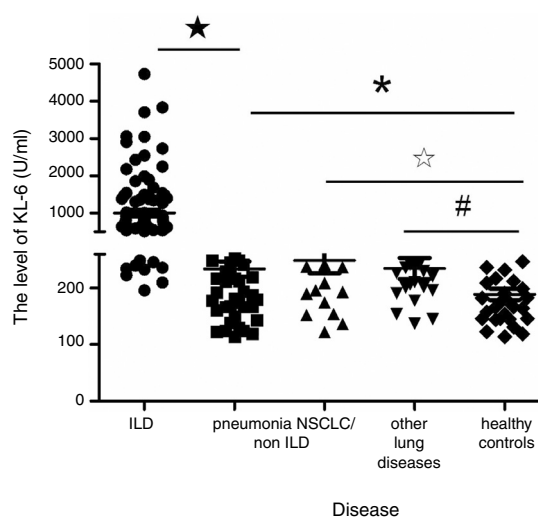 ★
*
☆
#
The level of KL-6 (U/ml)
5000
4000
3000
2000
1000
200
100
0
ILD
pneumonia NSCLC/
non ILD
other
lung
diseases
healthy
controls
Disease